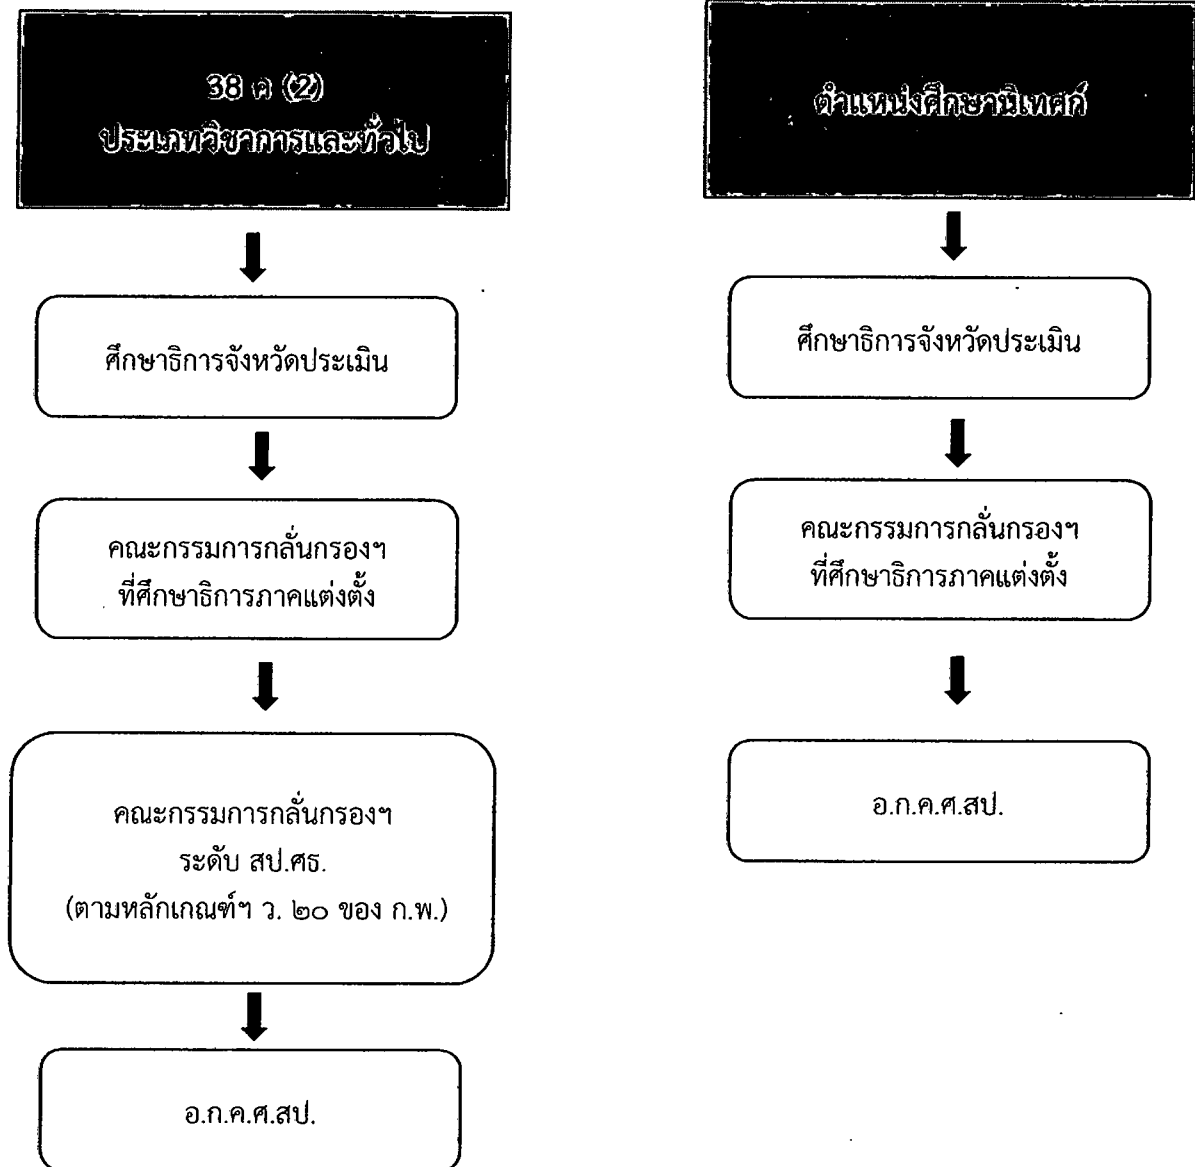 38 ค (2)
ประเภทวิชาการและทั่วไป
ศึกษาธิการจังหวัดประเมิน
คณะกรรมการกลั่นกรองฯ
ที่ศึกษาธิการภาคแต่งตั้ง
คณะกรรมการกลั่นกรองฯ
ระดับ สป.ศธ.
(ตามหลักเกณฑ์ฯ ว. ๒๐ ของ ก.พ.)
อ.ก.ค.ศ.สป.
ตำแหน่งศึกษานิเทศก์
ศึกษาธิการจังหวัดประเมิน
คณะกรรมการกลั่นกรองฯ
ที่ศึกษาธิการภาคแต่งตั้ง
อ.ก.ค.ศ.สป.